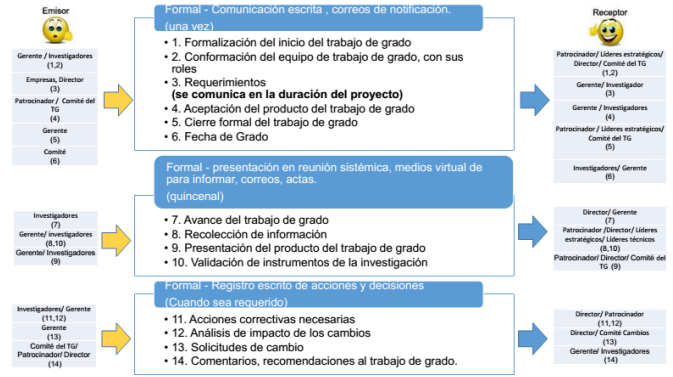 Emisor
Gerente / Investigadores
(1,2)
Empresas, Director
(3)
Patrocinador / Comité del
TG
(4)
Gerente
(5)
Comité
(6)
Formal - Comunicación escrita , correos de notificación.
(una vez)
• 1. Formalización del inicio del trabajo de grado
• 2. Conformación del equipo de trabajo de grado, con sus
roles
• 3. Requerimientos
(se comunica en la duración del proyecto)
• 4. Aceptación del producto del trabajo de grado
• 5. Cierre formal del trabajo de grado
• 6. Fecha de Grado
Receptor
Patrocinador/ Lideres estratégicos/
Director/ Comité del TG
(1,2)
Gerente/ Investigador
(3)
Gerente / Investigadores
(4)
Patrocinador / Lideres estratégicos/
Comité del TG
(5)
Investigadores/ Gerente
(6)
Investigadores
(7)
Gerente/ investigadores
(8,10)
Gerente/ Investigadores
(9)
Formal - presentación en reunión sistémica, medios virtual de
para informar, correos, actas.
(quincenal)
• 7. Avance del trabajo de grado
• 8. Recolección de información
• 9. Presentación del producto del trabajo de grado
• 10. Validación de instrumentos de la investigación
Director/ Gerente
(7)
Patrocinador /Director/ Lideres
estratégicos/ Lideres técnicos
(8,10)
Patrocinador/ Director/ Comité del
TG (9)
Investigadores/ Gerente
(11,12)
Gerente
(13)
Comité del TG/
Patrocinador/ Director
(14)
Formal - Registro escrito de acciones y decisiones
(Cuando sea requerido)
• 11. Acciones correctivas necesarias
• 12. Análisis de impacto de los cambios
• 13. Solicitudes de cambio
• 14. Comentarios, recomendaciones al trabajo de grado.
Director/ Patrocinador
(11,12)
Director/ Comité Cambios
(13)
Gerente/ Investigadores
(14)